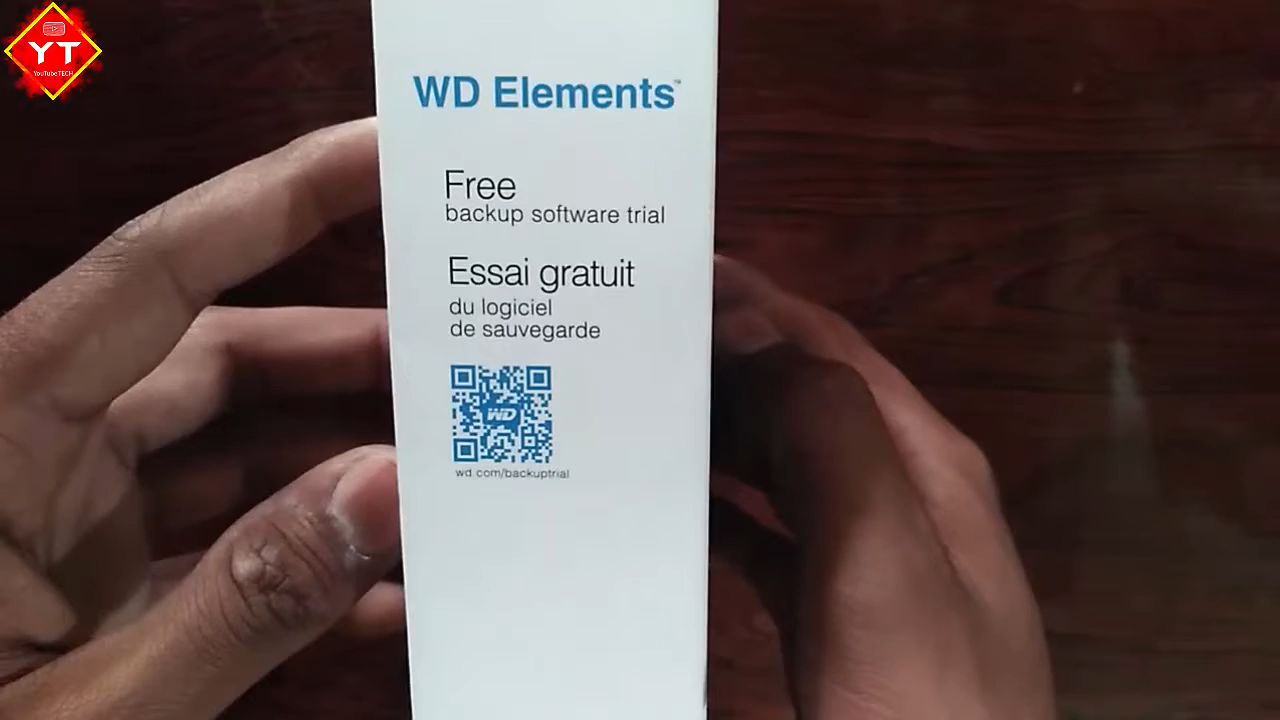 YT
YouTubeTECH
WD Elements™
Free
backup software trial
Essai gratuit
du logiciel
de sauvegarde
WD
wd.com/backuptrial